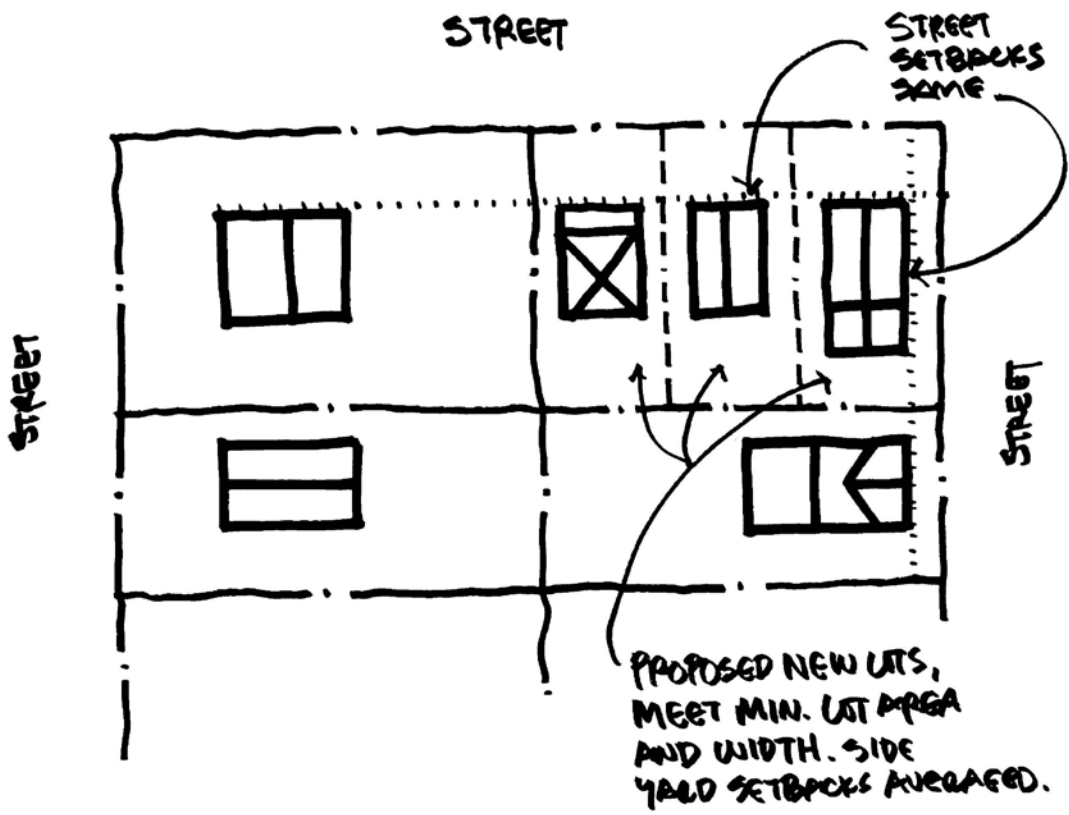 STREET
STREET
SETBACKS
SAME
STREET
STREET
PROPOSED NEW LOTS,
MEET MIN. LOT AREA
AND WIDTH. SIDE
YARD SETBACKS AVERAGED.